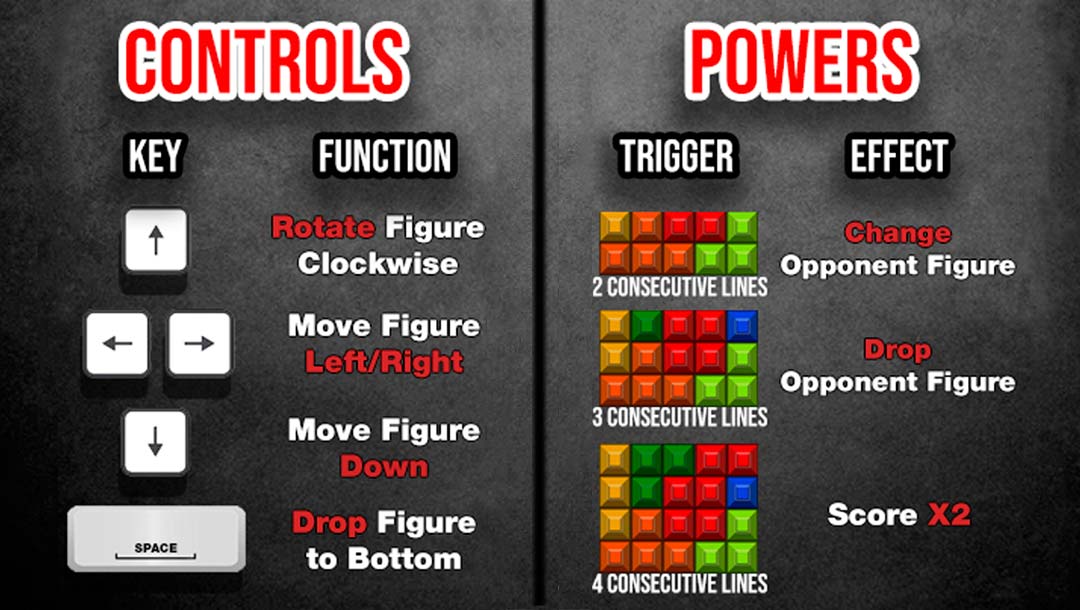 CONTROLS
KEY
FUNCTION
Rotate Figure
Clockwise
Move Figure
Left/Right
Move Figure
Down
SPACE
Drop Figure
to Bottom
POWERS
TRIGGER
EFFECT
2 CONSECUTIVE LINES
Change
Opponent Figure
3 CONSECUTIVE LINES
Drop
Opponent Figure
4 CONSECUTIVE LINES
Score X2